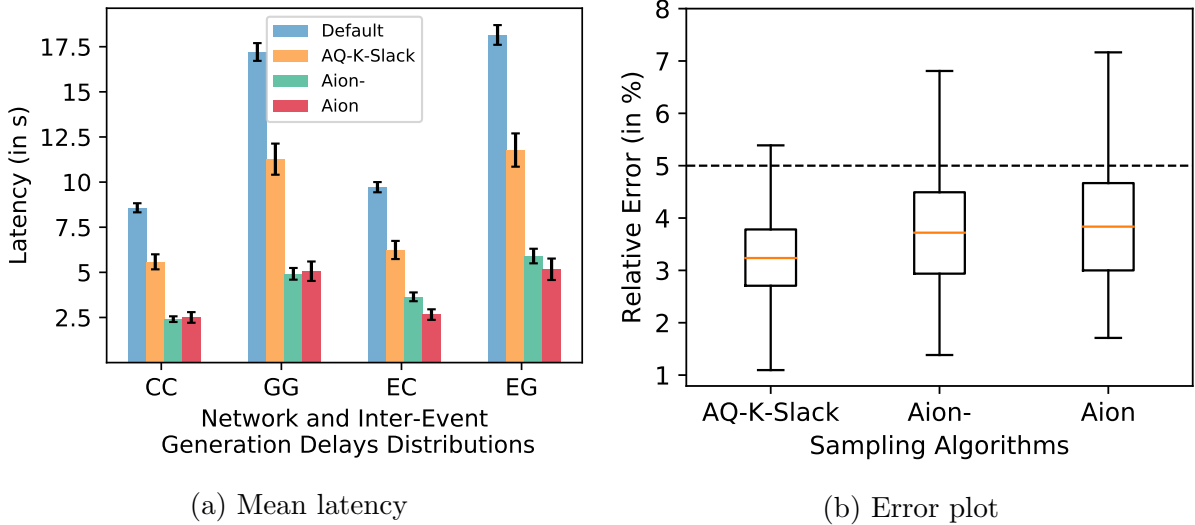 17.5
15
12.5
10
7.5
5
2.5
Latency (in s)
Default
AQ-K-Slack
Aion-
Aion
CC GG EC EG
Network and Inter-Event
Generation Delays Distributions
(a) Mean latency
8
7
6
5
4
3
2
1
Relative Error (in %)
AQ-K-Slack Aion- Aion
Sampling Algorithms
(b) Error plot